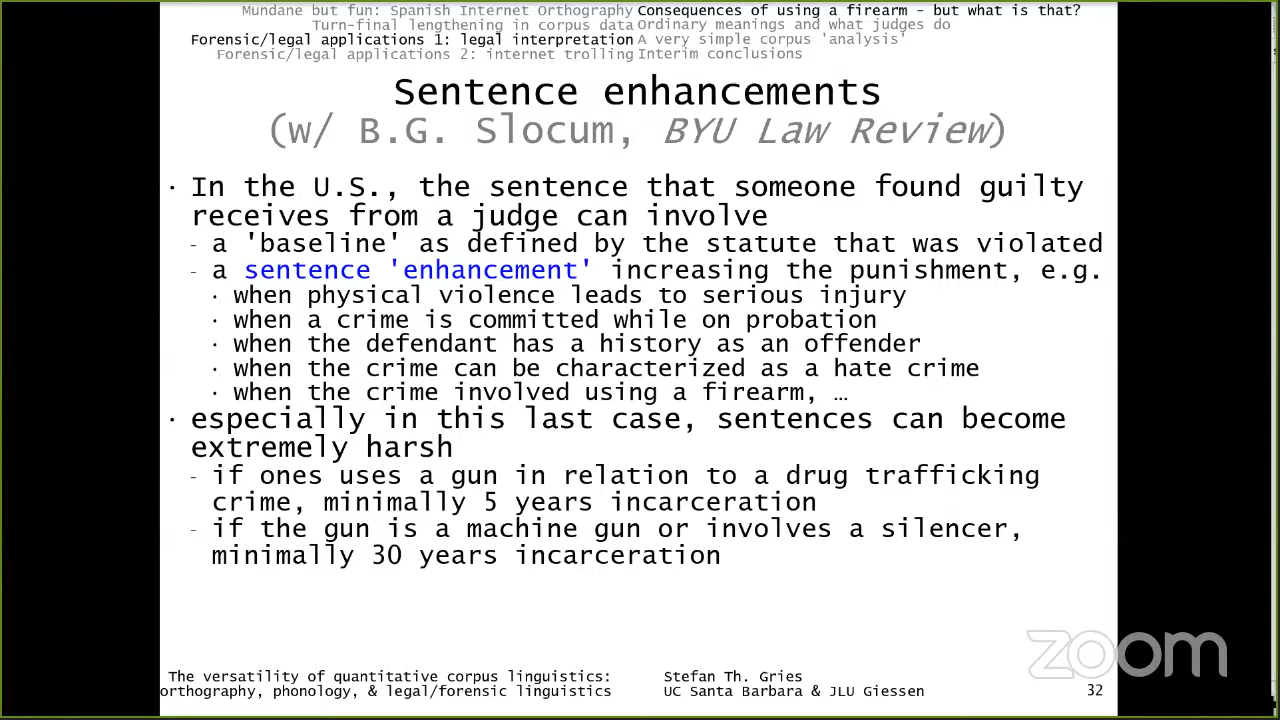 Mundane but fun: Spanish Internet Orthography Consequences of using a firearm - but what is that?
Turn-final lengthening in corpus data Ordinary meanings and what judges do
Forensic/legal applications 1: legal interpretation A very simple corpus 'analysis'
Forensic/legal applications 2: internet trolling Interim conclusions
Sentence enhancements
(w/ B.G. Slocum, BYU Law Review)
· In the U.S., the sentence that someone found guilty
receives from a judge can involve
- a 'baseline' as defined by the statute that was violated
- a sentence 'enhancement' increasing the punishment, e.g.
· when physical violence leads to serious injury
· when a crime is committed while on probation
· when the defendant has a history as an offender
· when the crime can be characterized as a hate crime
· when the crime involved using a firearm, …
· especially in this last case, sentences can become
extremely harsh
- if ones uses a gun in relation to a drug trafficking
crime, minimally 5 years incarceration
- if the gun is a machine gun or involves a silencer,
minimally 30 years incarceration
zoom
The versatility of quantitative corpus linguistics: Stefan Th. Gries
orthography, phonology, & legal/forensic linguistics UC Santa Barbara & JLU Giessen 32